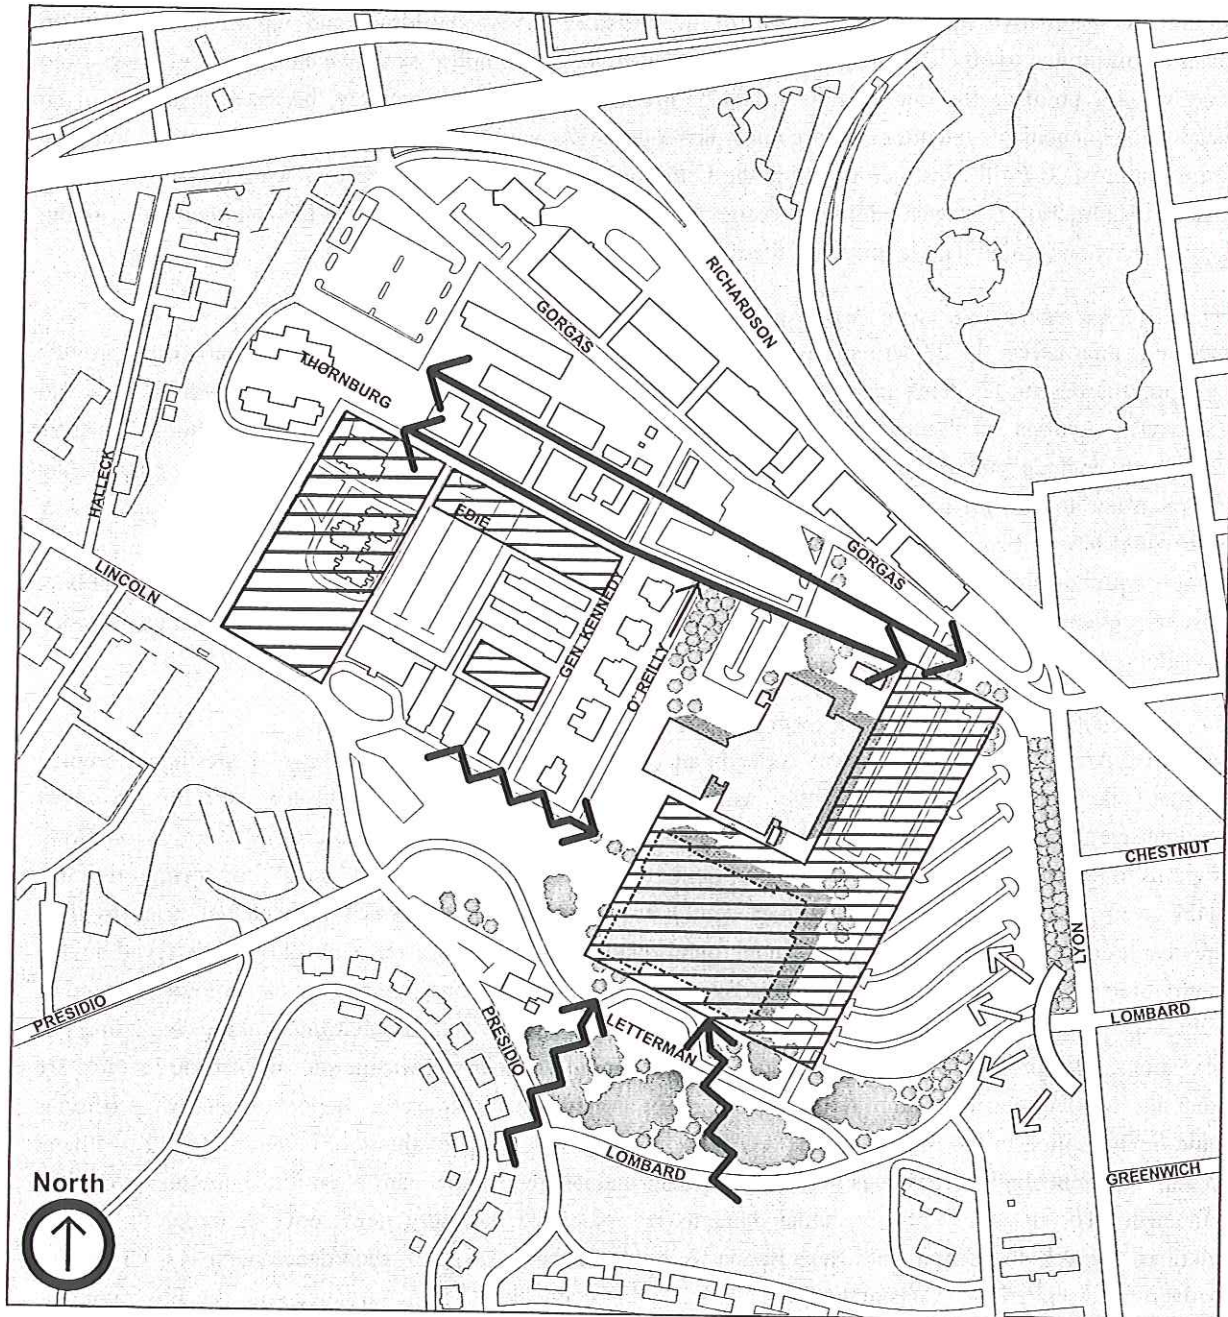 RICHARDSON
GORGAS
THORNBURG
HALLECK
EDIE
GORGAS
LINCOLN
GEN. KENNEDY
O'REILLY
CHESTNUT
LYON
PRESIDIO
PRESIDIO
LETTERMAN
LOMBARD
LOMBARD
GREENWICH
North